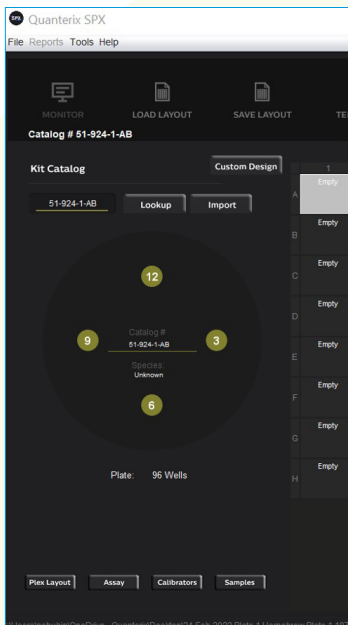 SPX Quanterix SPX
File Reports Tools Help
MONITOR LOAD LAYOUT SAVE LAYOUT
Catalog # 51-924-1-AB
Kit Catalog Custom Design
51-924-1-AB Lookup Import
12
9 3
Catalog #
51-924-1-AB
Species:
Unknown
6
Plate: 96 Wells
Plex Layout Assay Calibrators Samples
1
A Empty
B Empty
C Empty
D Empty
E Empty
F Empty
G Empty
H Empty